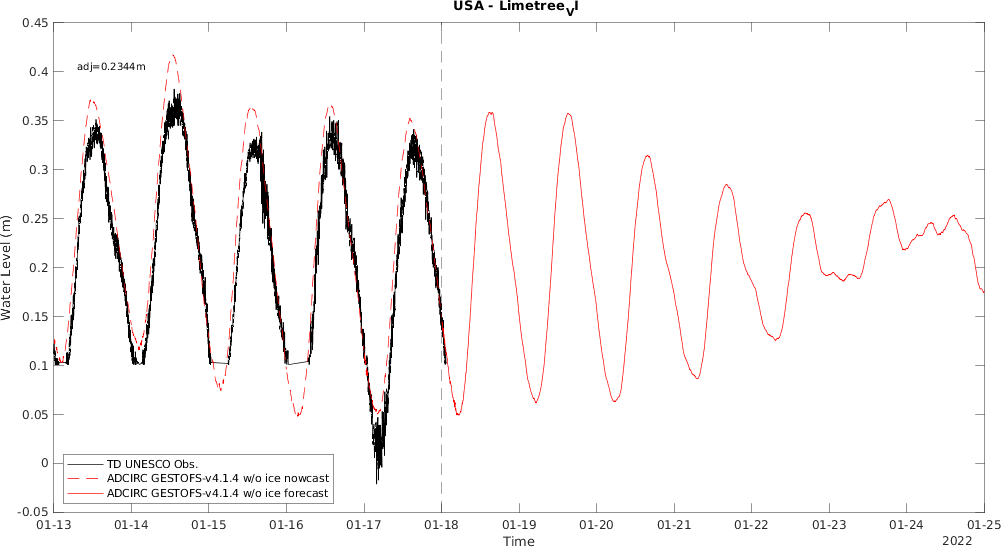 USA - LimetreeVI
adj=0.2344m
Water Level (m)
0.45
0.4
0.35
0.3
0.25
0.2
0.15
0.1
0.05
0
-0.05
TD UNESCO Obs.
ADCIRC GESTOFS-v4.1.4 w/o ice nowcast
ADCIRC GESTOFS-v4.1.4 w/o ice forecast
01-13 01-14 01-15 01-16 01-17 01-18 01-19 01-20 01-21 01-22 01-23 01-24 01-25
Time
2022